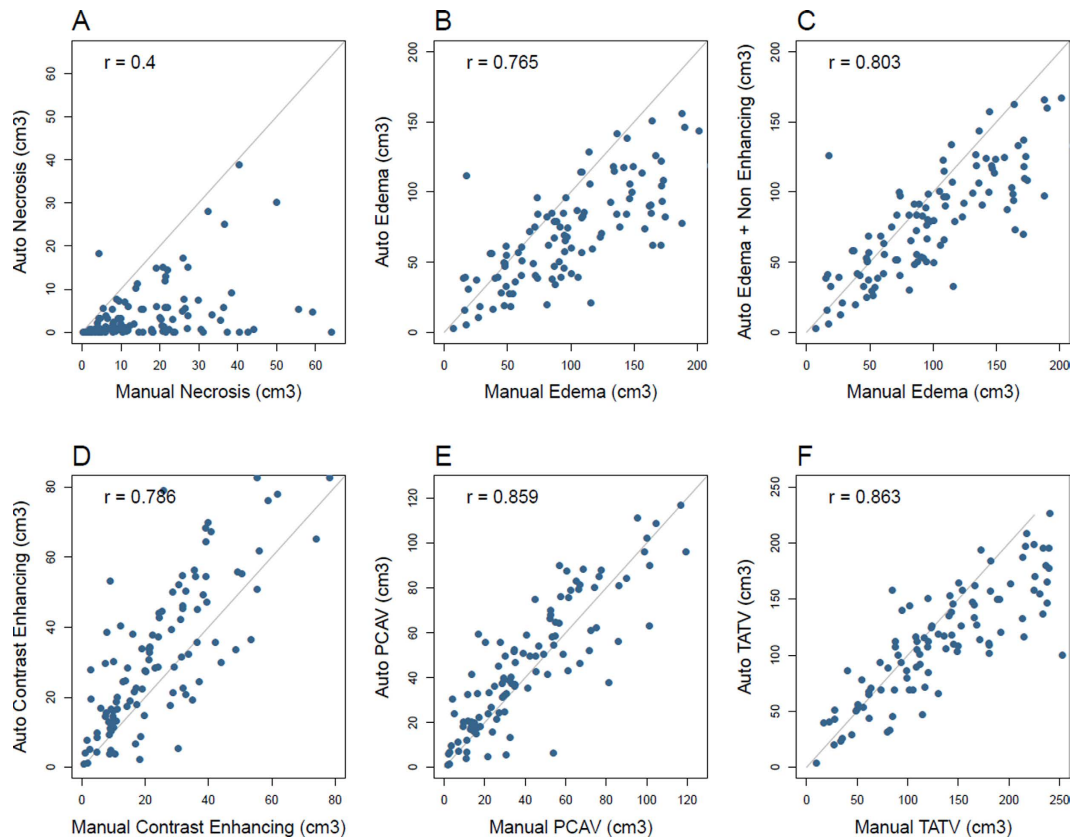 A
r = 0.4
Auto Necrosis (cm3)
60
50
40
30
20
10
0
0 10 20 30 40 50 60
Manual Necrosis (cm3)
B
r = 0.765
Auto Edema (cm3)
200
150
100
50
0
0 50 100 150 200
Manual Edema (cm3)
C
r = 0.803
Auto Edema + Non Enhancing (cm3)
200
150
100
50
0
0 50 100 150 200
Manual Edema (cm3)
D
r = 0.786
Auto Contrast Enhancing (cm3)
80
60
40
20
0
0 20 40 60 80
Manual Contrast Enhancing (cm3)
E
r = 0.859
Auto PCAV (cm3)
120
100
80
60
40
20
0
0 20 40 60 80 100 120
Manual PCAV (cm3)
F
r = 0.863
Auto TATV (cm3)
250
200
150
100
50
0
0 50 100 150 200 250
Manual TATV (cm3)